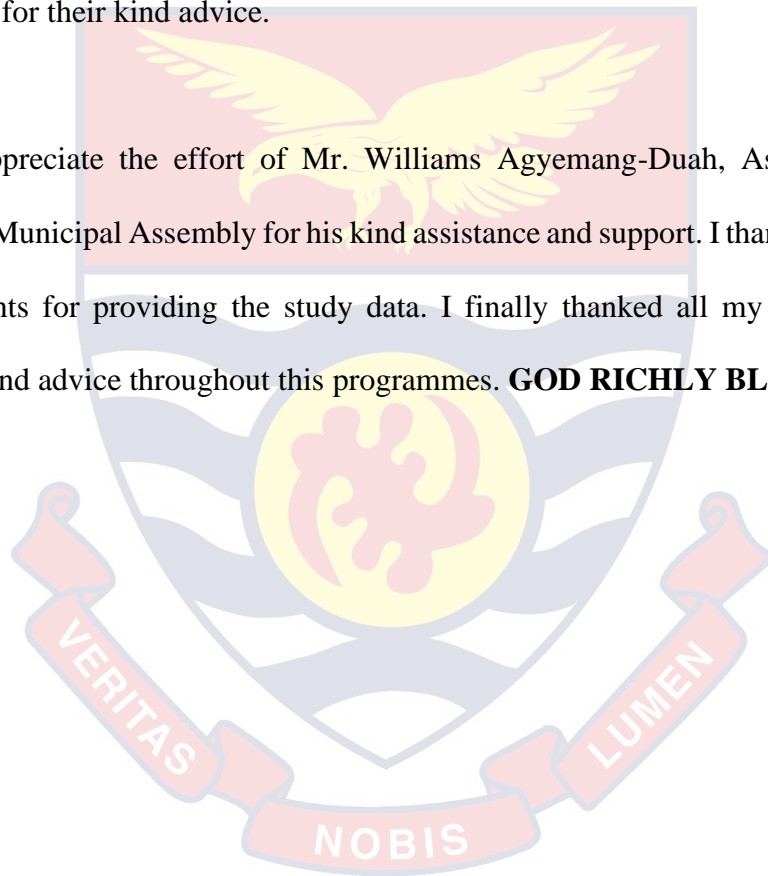 for their kind advice.
ppreciate the effort of Mr. Williams Agyemang-Duah, As
Municipal Assembly for his kind assistance and support. I than
nts for providing the study data. I finally thanked all my
nd advice throughout this programmes. GOD RICHLY BL
VERITAS
NOBIS
LUMEN